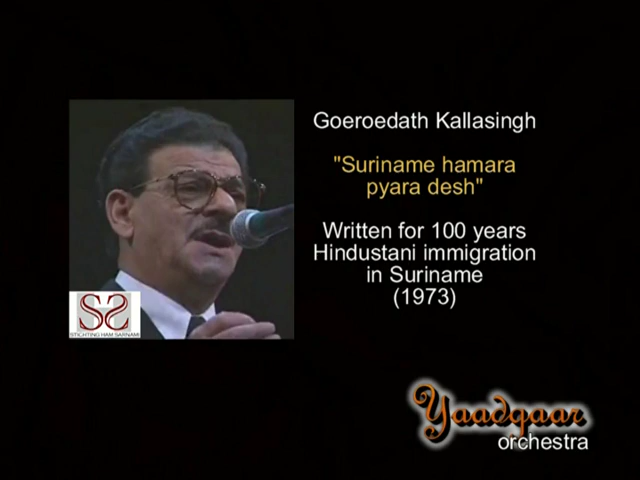 Goeroedath Kallasingh
"Suriname hamara
pyara desh"
Written for 100 years
Hindustani immigration
in Suriname
(1973)
SS
STICHTING HAM SARNAMI
Yaadgaar
orchestra